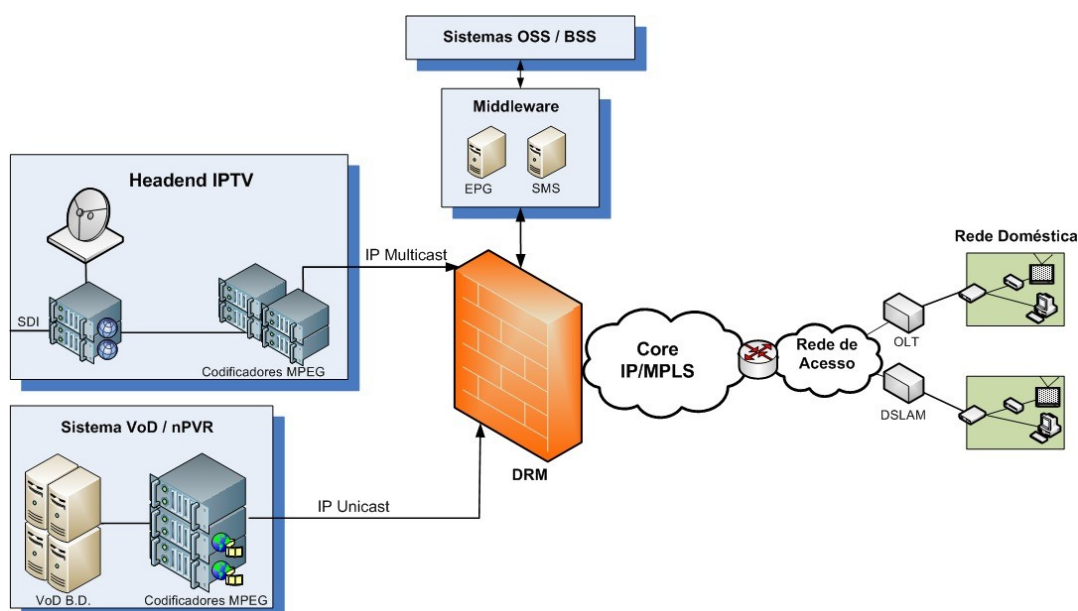 Sistemas OSS / BSS
Middleware
EPG
SMS
Headend IPTV
SDI
Codificadores MPEG
IP Multicast
Sistema VoD / nPVR
VoD B.D.
Codificadores MPEG
IP Unicast
DRM
Core
IP/MPLS
Rede de
Acesso
OLT
DSLAM
Rede Doméstica